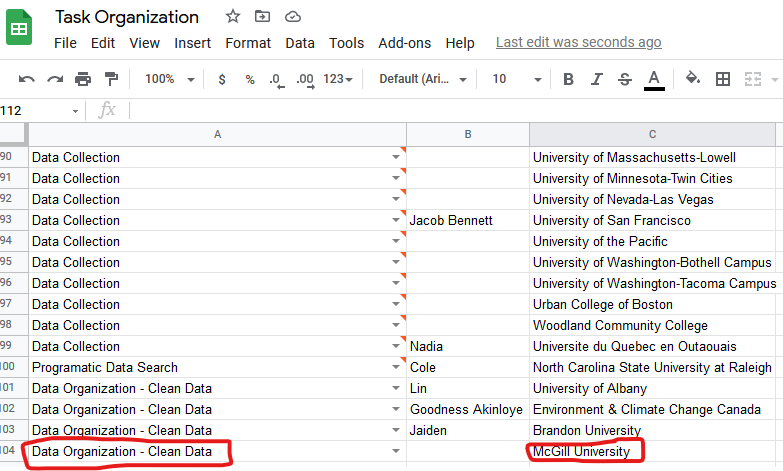 Task Organization
File Edit View Insert Format Data Tools Add-ons Help Last edit was seconds ago
100% $ % .0 .00 123 Default (Ari... 10 B I S A
112 fx
A B C
90 Data Collection University of Massachusetts-Lowell
91 Data Collection University of Minnesota-Twin Cities
92 Data Collection University of Nevada-Las Vegas
93 Data Collection Jacob Bennett University of San Francisco
94 Data Collection University of the Pacific
95 Data Collection University of Washington-Bothell Campus
96 Data Collection University of Washington-Tacoma Campus
97 Data Collection Urban College of Boston
98 Data Collection Woodland Community College
99 Data Collection Nadia Universite du Quebec en Outaouais
100 Programatic Data Search Cole North Carolina State University at Raleigh
101 Data Organization - Clean Data Lin University of Albany
102 Data Organization - Clean Data Goodness Akinloye Environment & Climate Change Canada
103 Data Organization - Clean Data Jaiden Brandon University
104 Data Organization - Clean Data McGill University